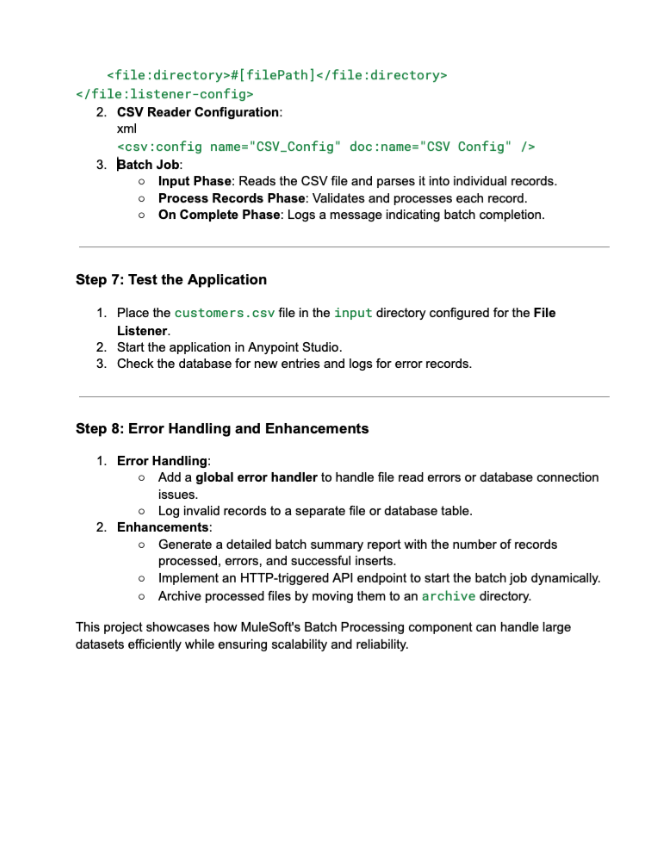 <file:directory>#[filePath]</file:directory>
</file:listener-config>
2. CSV Reader Configuration:
xml
<csv:config name="CSV_Config" doc:name="CSV Config" />
3. Batch Job:
○ Input Phase: Reads the CSV file and parses it into individual records.
○ Process Records Phase: Validates and processes each record.
○ On Complete Phase: Logs a message indicating batch completion.
Step 7: Test the Application
1. Place the customers.csv file in the input directory configured for the File
Listener.
2. Start the application in Anypoint Studio.
3. Check the database for new entries and logs for error records.
Step 8: Error Handling and Enhancements
1. Error Handling:
○ Add a global error handler to handle file read errors or database connection
issues.
○ Log invalid records to a separate file or database table.
2. Enhancements:
○ Generate a detailed batch summary report with the number of records
processed, errors, and successful inserts.
○ Implement an HTTP-triggered API endpoint to start the batch job dynamically.
○ Archive processed files by moving them to an archive directory.
This project showcases how MuleSoft's Batch Processing component can handle large
datasets efficiently while ensuring scalability and reliability.